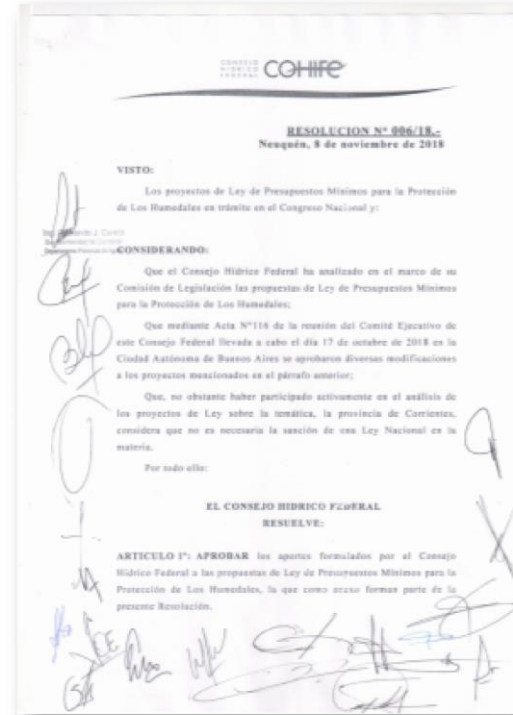 CONSEJO
HIDRICO
FEDERAL
COHIFE
RESOLUCION N° 006/18.-
Neuquén, 8 de noviembre de 2018
VISTO:
Los proyectos de Ley de Presupuestos Mínimos para la Protección
de Los Humedales en trámite en el Congreso Nacional y:
CONSIDERANDO:
Que el Consejo Hídrico Federal ha analizado en el marco de su
Comisión de Legislación las propuestas de Ley de Presupuestos Mínimos
para la Protección de Los Humedales;
Que mediante Acta N°116 de la reunión del Comité Ejecutivo de
este Consejo Federal llevada a cabo el día 17 de octubre de 2018 en la
Ciudad Autónoma de Buenos Aires se aprobaron diversas modificaciones
a los proyectos mencionados en el párrafo anterior;
Que, no obstante haber participado activamente en el análisis de
los proyectos de Ley sobre la temática, la provincia de Corrientes,
considera que no es necesaria la sanción de una Ley Nacional en la
materia.
Por todo ello:
EL CONSEJO HIDRICO FEDERAL
RESUELVE:
ARTICULO 1°: APROBAR los aportes formulados por el Consejo
Hídrico Federal a las propuestas de Ley de Presupuestos Mínimos para la
Protección de Los Humedales, la que como anexo forman parte de la
presente Resolución.